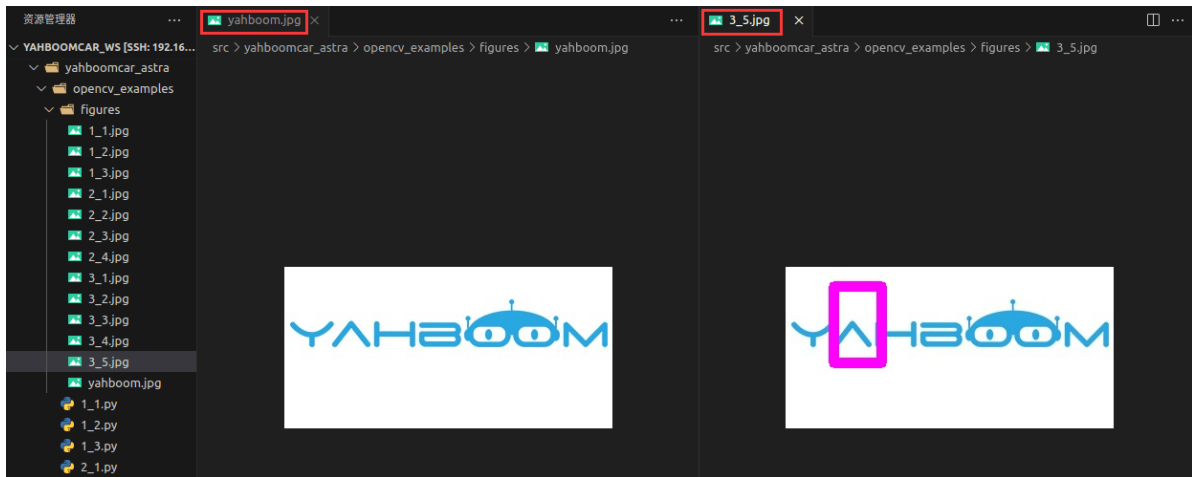 资源管理器 ...
YAHBOOMCAR_WS [SSH: 192.16...
yahboomcar_astra
opencv_examples
figures
1_1.jpg
1_2.jpg
1_3.jpg
2_1.jpg
2_2.jpg
2_3.jpg
2_4.jpg
3_1.jpg
3_2.jpg
3_3.jpg
3_4.jpg
3_5.jpg
yahboom.jpg
1_1.py
1_2.py
1_3.py
2_1.py
yahboom.jpg
src > yahboomcar_astra > opencv_examples > figures > yahboom.jpg
YAHBOOM
3_5.jpg
src > yahboomcar_astra > opencv_examples > figures > 3_5.jpg
YAHBOOM